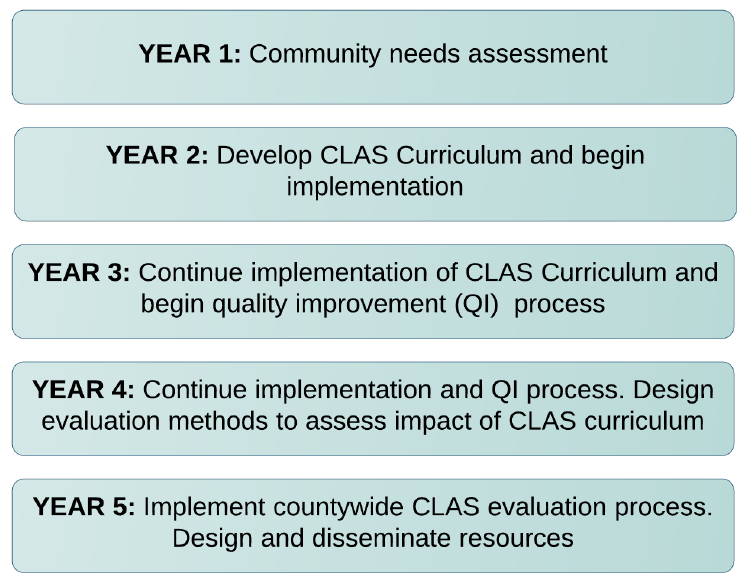 YEAR 1: Community needs assessment
YEAR 2: Develop CLAS Curriculum and begin
implementation
YEAR 3: Continue implementation of CLAS Curriculum and
begin quality improvement (QI)  process
YEAR 4: Continue implementation and QI process. Design
evaluation methods to assess impact of CLAS curriculum
YEAR 5: Implement countywide CLAS evaluation process.
Design and disseminate resources